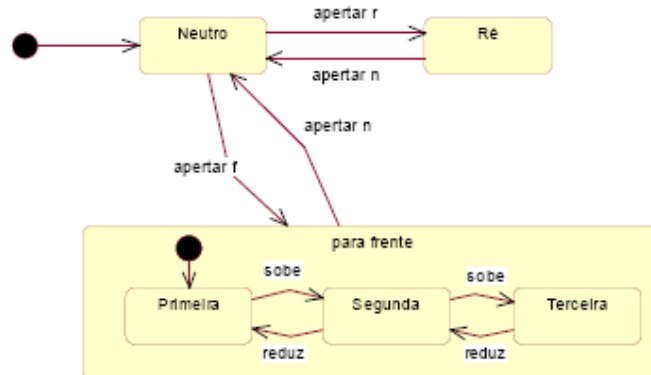 apertar r
Neutro
Ré
apertar n
apertar n
apertar f
para frente
sobe
sobe
Primeira
Segunda
Terceira
reduz
reduz